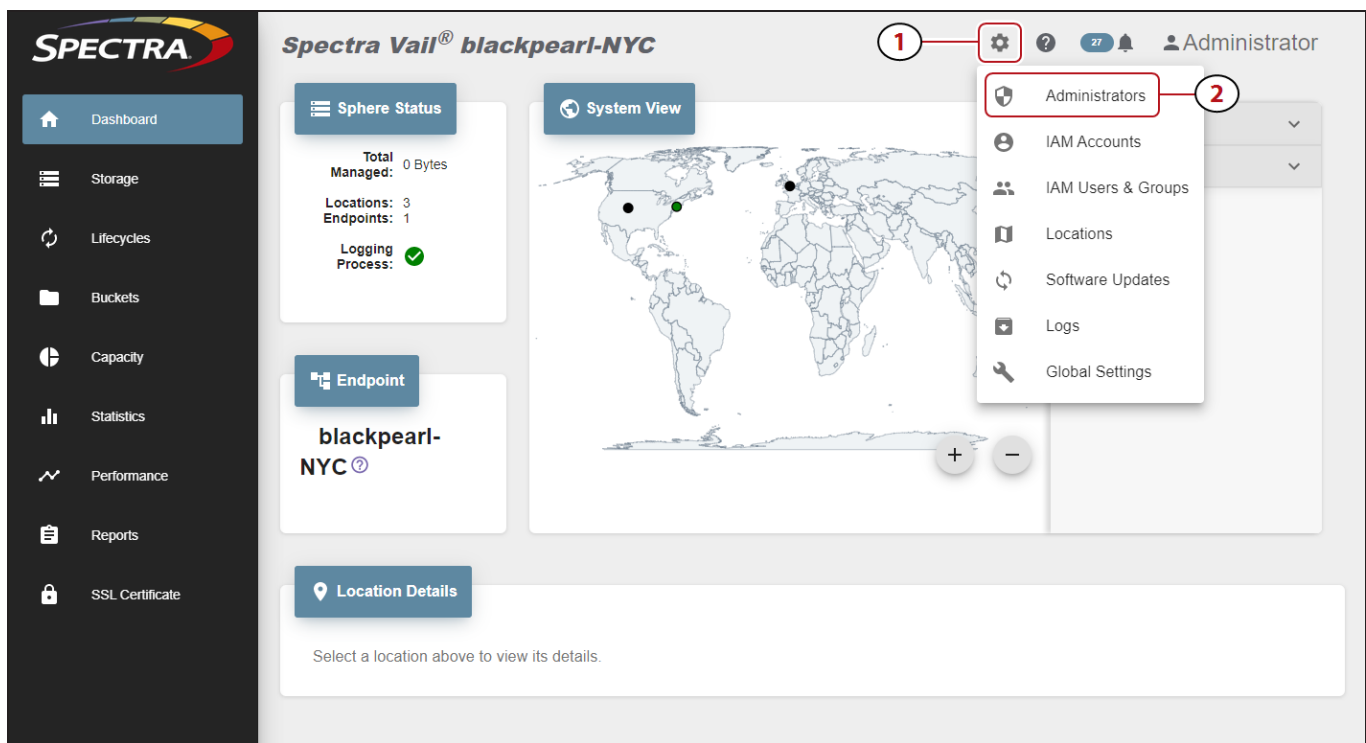 SPECTRA
Spectra Vail® blackpearl-NYC
1
27
Administrator
Dashboard
Storage
Lifecycles
Buckets
Capacity
Statistics
Performance
Reports
SSL Certificate
Sphere Status
Total
Managed: 0 Bytes
Locations: 3
Endpoints: 1
Logging
Process:
System View
Administrators
2
IAM Accounts
IAM Users & Groups
Locations
Software Updates
Logs
Global Settings
Endpoint
blackpearl-
NYC
+
−
Location Details
Select a location above to view its details.